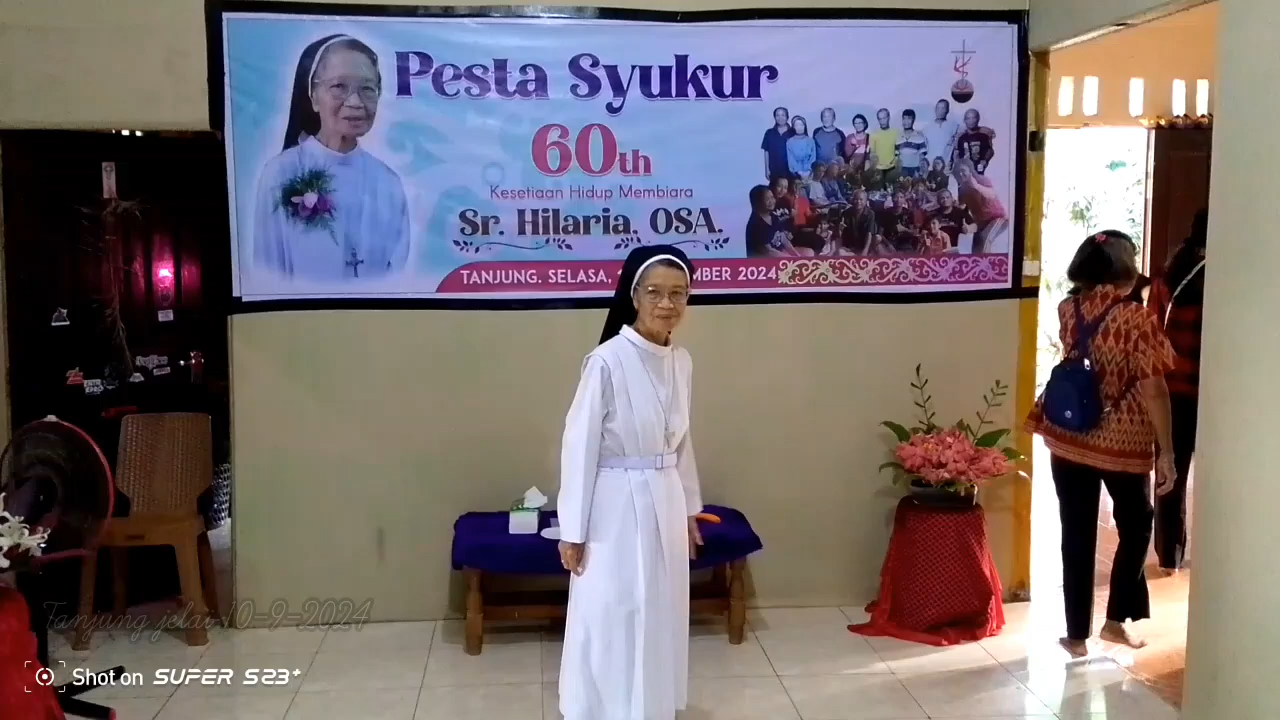 Pesta Syukur
60th
Kesetiaan Hidup Membiara
Sr. Hilaria, OSA.
TANJUNG. SELASA, MBER 2024
Tanjung jelai 10-9-2024
Shot on SUPER S23+